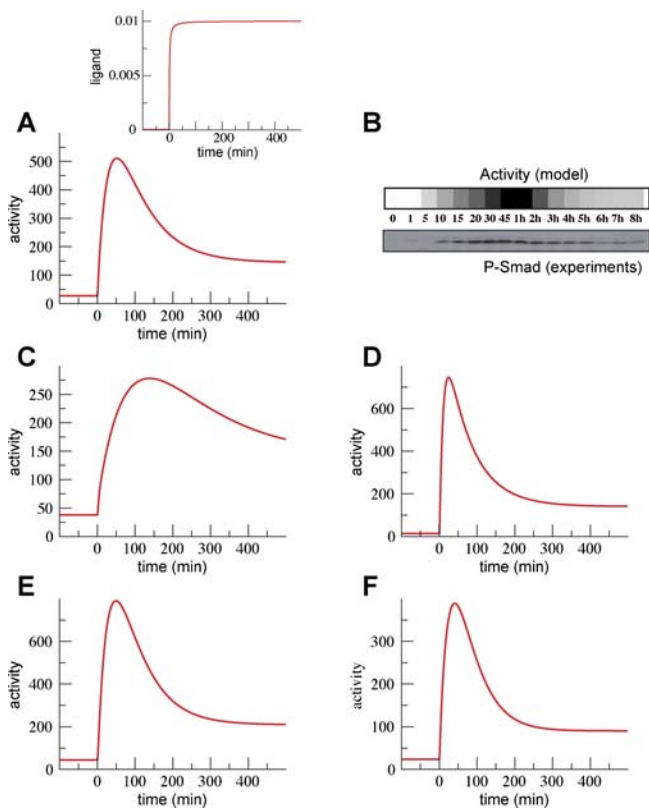 0.01
0.005
0
ligand
0 200 400
time (min)
A
500
400
300
200
100
0
activity
0 100 200 300 400
time (min)
B
Activity (model)
0 1 5 10 15 20 30 45 1h 2h 3h 4h 5h 6h 7h 8h
P-Smad (experiments)
C
250
200
150
100
50
0
activity
0 100 200 300 400
time (min)
D
600
400
200
0
activity
0 100 200 300 400
time (min)
E
600
400
200
0
activity
0 100 200 300 400
time (min)
F
300
200
100
0
activity
0 100 200 300 400
time (min)